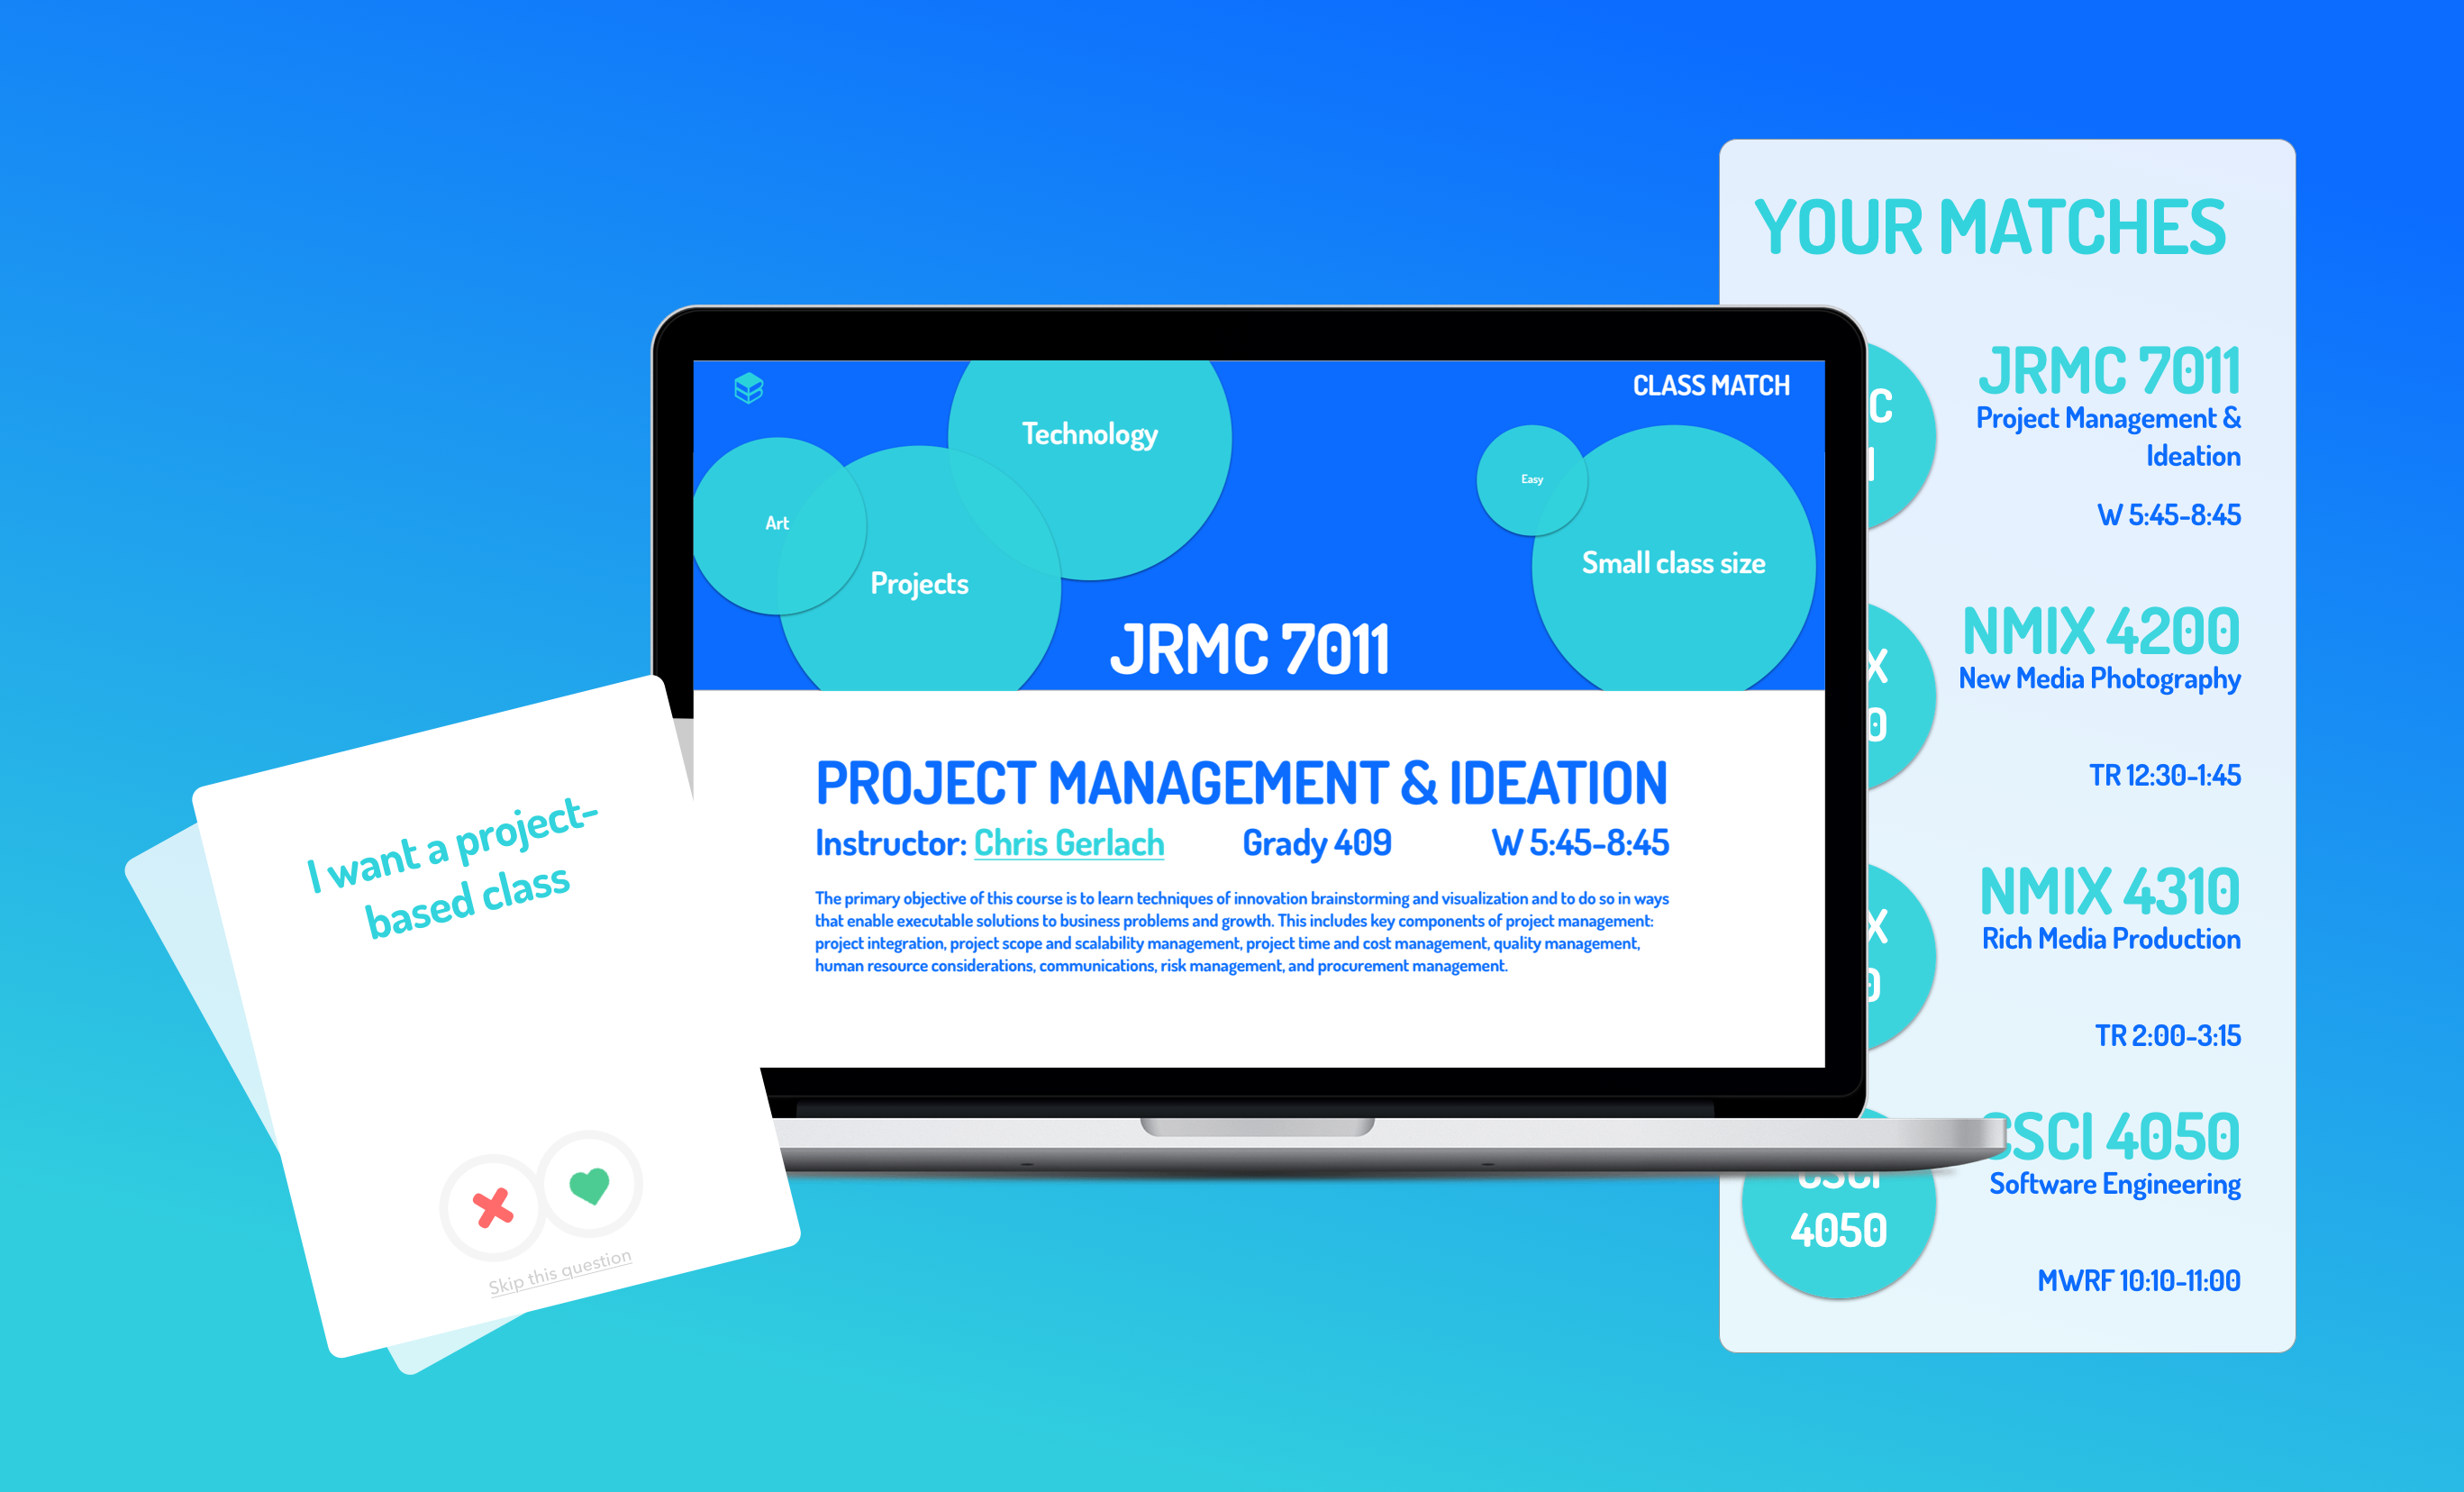 YOUR MATCHES
JRMC 7011
Project Management &
Ideation
W 5:45-8:45
NMIX 4200
New Media Photography
TR 12:30-1:45
NMIX 4310
Rich Media Production
TR 2:00-3:15
CSCI 4050
Software Engineering
MWRF 10:10-11:00
CSCI
4050
CLASS MATCH
Technology
Art
Projects
Easy
Small class size
JRMC 7011
PROJECT MANAGEMENT & IDEATION
Instructor: Chris Gerlach Grady 409 W 5:45-8:45
The primary objective of this course is to learn techniques of innovation brainstorming and visualization and to do so in ways
that enable executable solutions to business problems and growth. This includes key components of project management:
project integration, project scope and scalability management, project time and cost management, quality management,
human resource considerations, communications, risk management, and procurement management.
I want a project-
based class
Skip this question